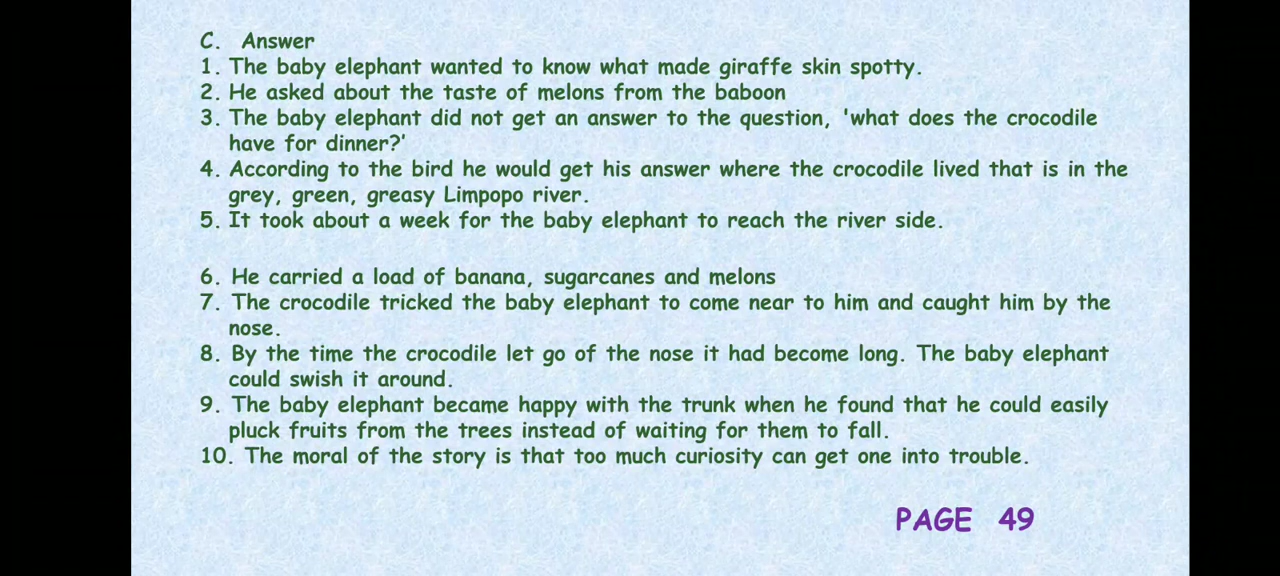 C. Answer
1. The baby elephant wanted to know what made giraffe skin spotty.
2. He asked about the taste of melons from the baboon
3. The baby elephant did not get an answer to the question, 'what does the crocodile
have for dinner?'
4. According to the bird he would get his answer where the crocodile lived that is in the
grey, green, greasy Limpopo river.
5. It took about a week for the baby elephant to reach the river side.
6. He carried a load of banana, sugarcanes and melons
7. The crocodile tricked the baby elephant to come near to him and caught him by the
nose.
8. By the time the crocodile let go of the nose it had become long. The baby elephant
could swish it around.
9. The baby elephant became happy with the trunk when he found that he could easily
pluck fruits from the trees instead of waiting for them to fall.
10. The moral of the story is that too much curiosity can get one into trouble.
PAGE 49